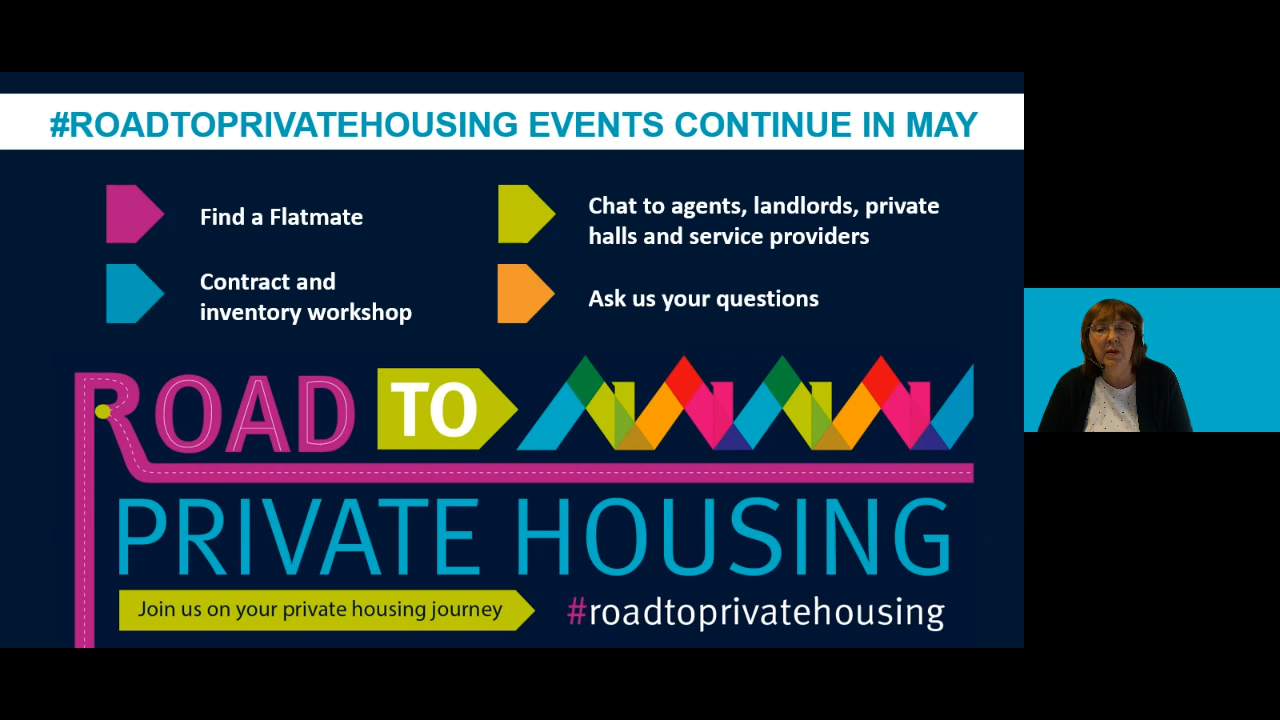 #ROADTOPRIVATEHOUSING EVENTS CONTINUE IN MAY
Find a Flatmate
Contract and
inventory workshop
Chat to agents, landlords, private
halls and service providers
Ask us your questions
ROAD TO
PRIVATE HOUSING
Join us on your private housing journey
#roadtoprivatehousing